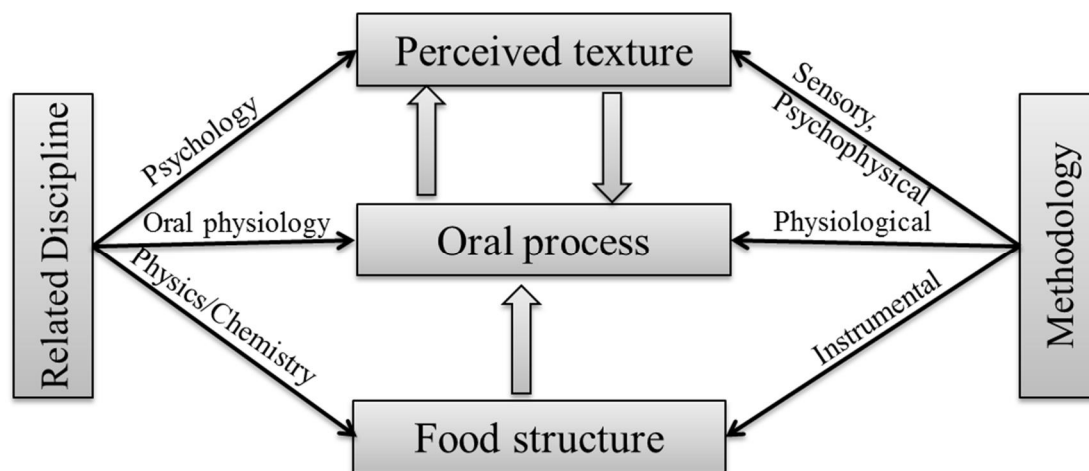 Perceived texture
Related Discipline
Psychology
Oral physiology
Physics/Chemistry
Oral process
Food structure
Sensory,
Psychophysical
Physiological
Instrumental
Methodology